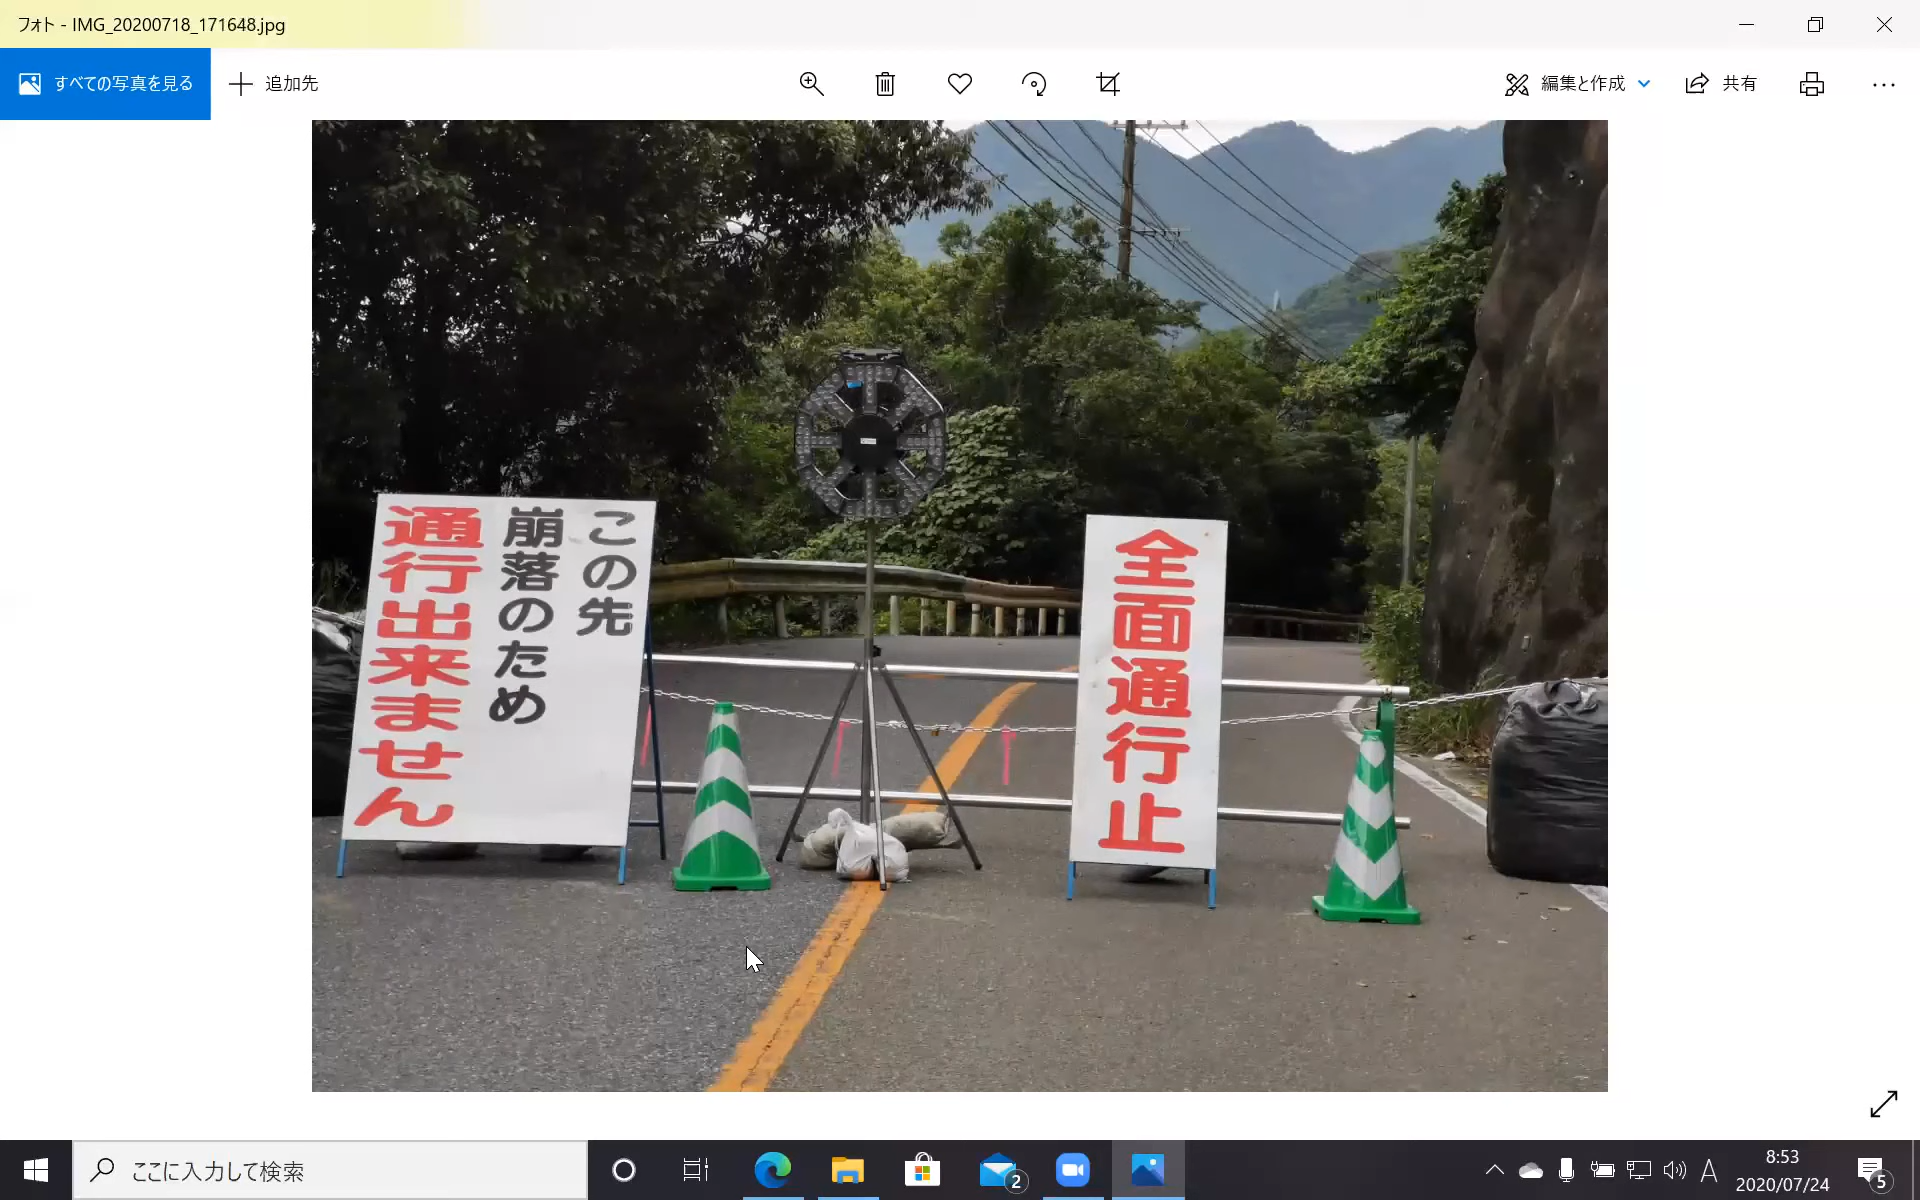 フォト - IMG_20200718_171648.jpg
すべての写真を見る
追加先
編集と作成
共有
この先
崩落のため
通行出来ません
全面通行止
ここに入力して検索
2
A
8:53
2020/07/24
5